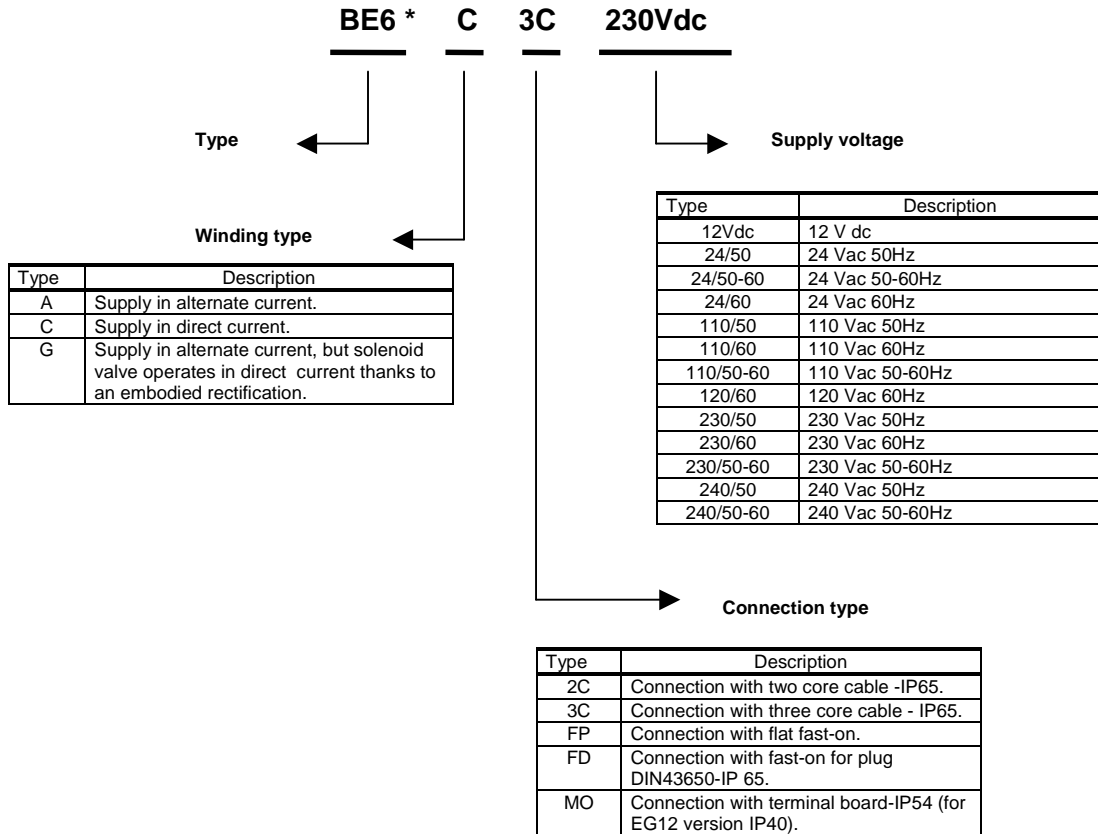 BE6 * C 3C 230Vdc
Type
Supply voltage
Winding type
Type Description
A Supply in alternate current.
C Supply in direct current.
G Supply in alternate current, but solenoid
valve operates in direct current thanks to
an embodied rectification.
Type Description
12Vdc 12 V dc
24/50 24 Vac 50Hz
24/50-60 24 Vac 50-60Hz
24/60 24 Vac 60Hz
110/50 110 Vac 50Hz
110/60 110 Vac 60Hz
110/50-60 110 Vac 50-60Hz
120/60 120 Vac 60Hz
230/50 230 Vac 50Hz
230/60 230 Vac 60Hz
230/50-60 230 Vac 50-60Hz
240/50 240 Vac 50Hz
240/50-60 240 Vac 50-60Hz
Connection type
Type Description
2C Connection with two core cable -IP65.
3C Connection with three core cable - IP65.
FP Connection with flat fast-on.
FD Connection with fast-on for plug
DIN43650-IP 65.
MO Connection with terminal board-IP54 (for
EG12 version IP40).